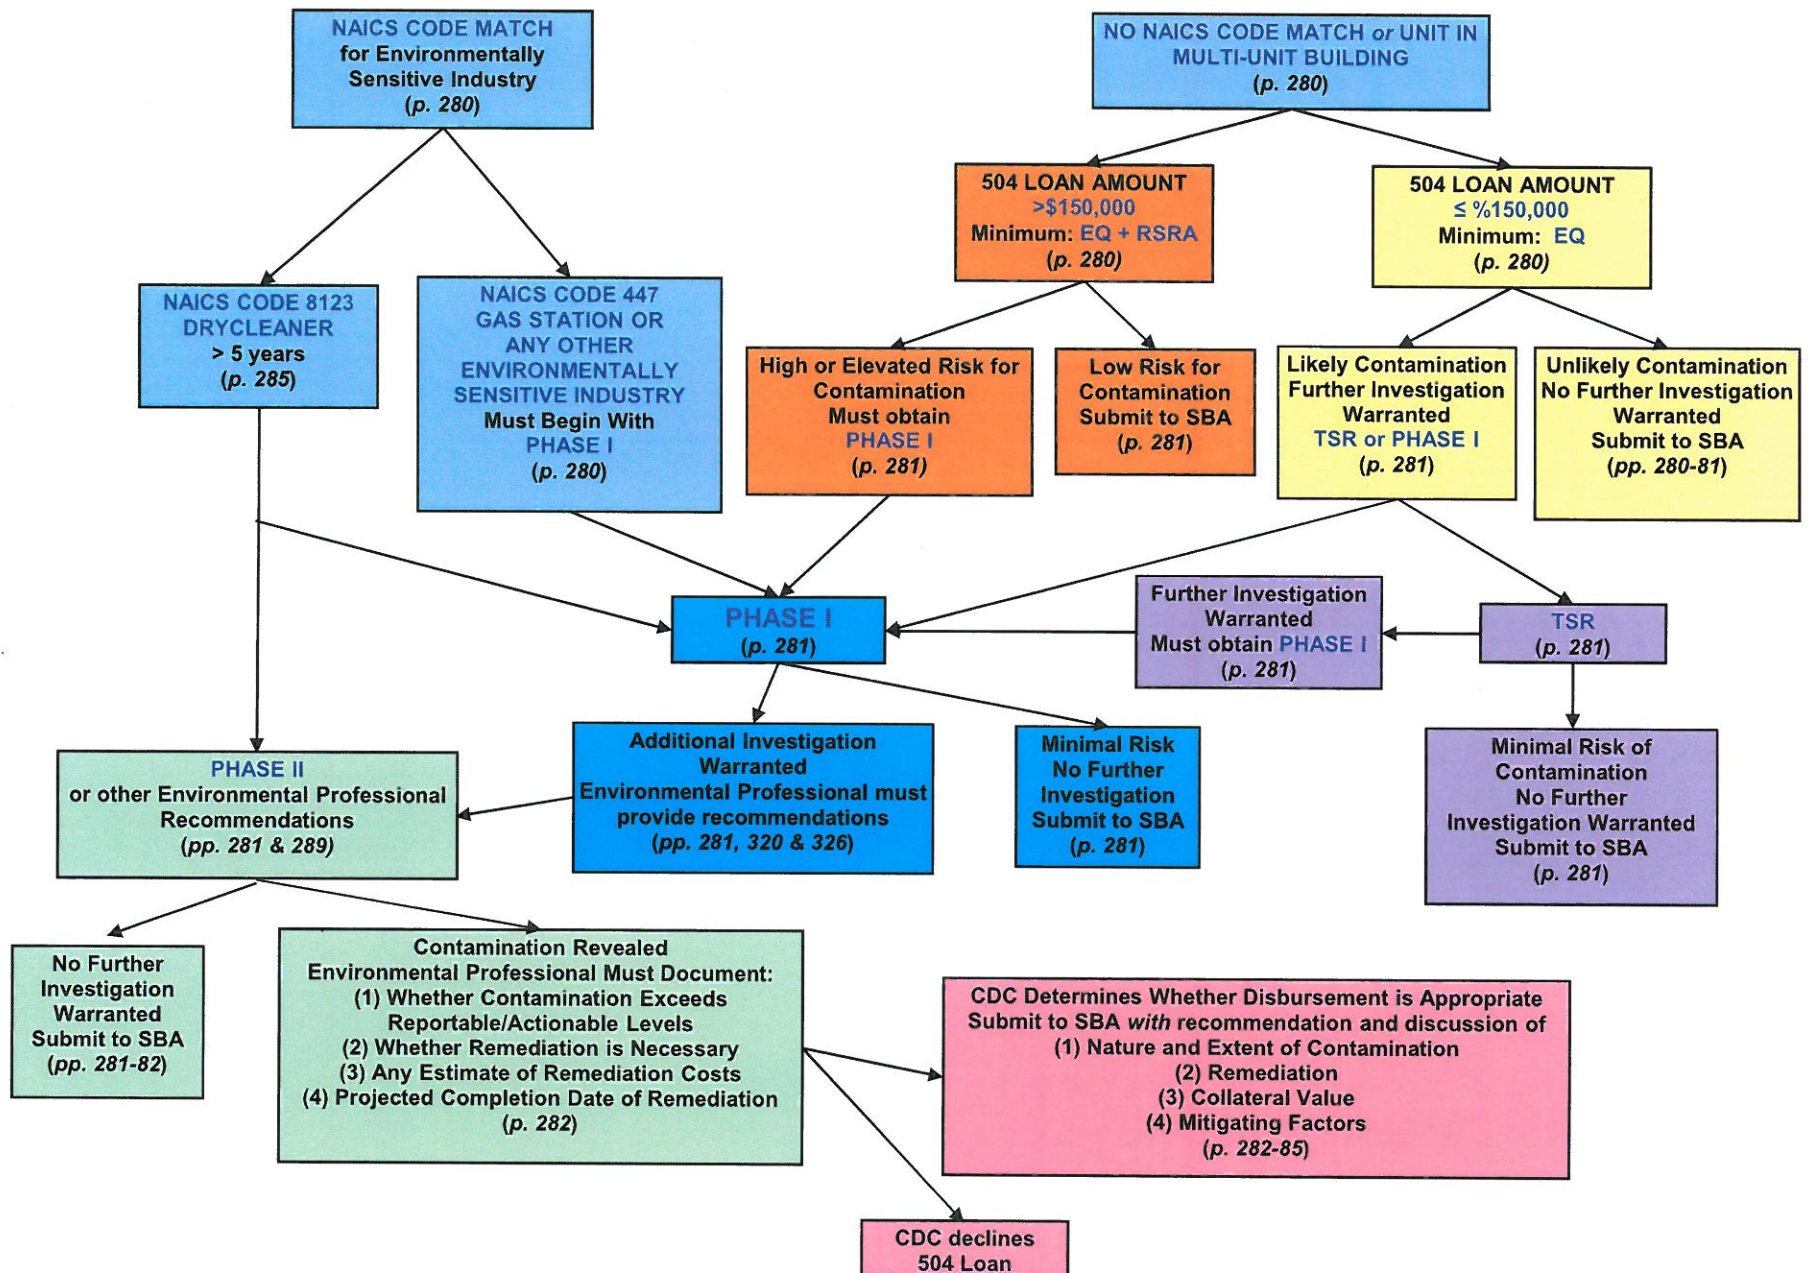 NAICS CODE MATCH
for Environmentally
Sensitive Industry
(p. 280)
NO NAICS CODE MATCH or UNIT IN
MULTI-UNIT BUILDING
(p. 280)
504 LOAN AMOUNT
>$150,000
Minimum: EQ + RSRA
(p. 280)
504 LOAN AMOUNT
≤ %150,000
Minimum: EQ
(p. 280)
NAICS CODE 8123
DRYCLEANER
> 5 years
(p. 285)
NAICS CODE 447
GAS STATION OR
ANY OTHER
ENVIRONMENTALLY
SENSITIVE INDUSTRY
Must Begin With
PHASE I
(p. 280)
High or Elevated Risk for
Contamination
Must obtain
PHASE I
(p. 281)
Low Risk for
Contamination
Submit to SBA
(p. 281)
Likely Contamination
Further Investigation
Warranted
TSR or PHASE I
(p. 281)
Unlikely Contamination
No Further Investigation
Warranted
Submit to SBA
(pp. 280-81)
PHASE I
(p. 281)
Further Investigation
Warranted
Must obtain PHASE I
(p. 281)
TSR
(p. 281)
PHASE II
or other Environmental Professional
Recommendations
(pp. 281 & 289)
Additional Investigation
Warranted
Environmental Professional must
provide recommendations
(pp. 281, 320 & 326)
Minimal Risk
No Further
Investigation
Submit to SBA
(p. 281)
Minimal Risk of
Contamination
No Further
Investigation Warranted
Submit to SBA
(p. 281)
No Further
Investigation
Warranted
Submit to SBA
(pp. 281-82)
Contamination Revealed
Environmental Professional Must Document:
(1) Whether Contamination Exceeds
Reportable/Actionable Levels
(2) Whether Remediation is Necessary
(3) Any Estimate of Remediation Costs
(4) Projected Completion Date of Remediation
(p. 282)
CDC Determines Whether Disbursement is Appropriate
Submit to SBA with recommendation and discussion of
(1) Nature and Extent of Contamination
(2) Remediation
(3) Collateral Value
(4) Mitigating Factors
(p. 282-85)
CDC declines
504 Loan